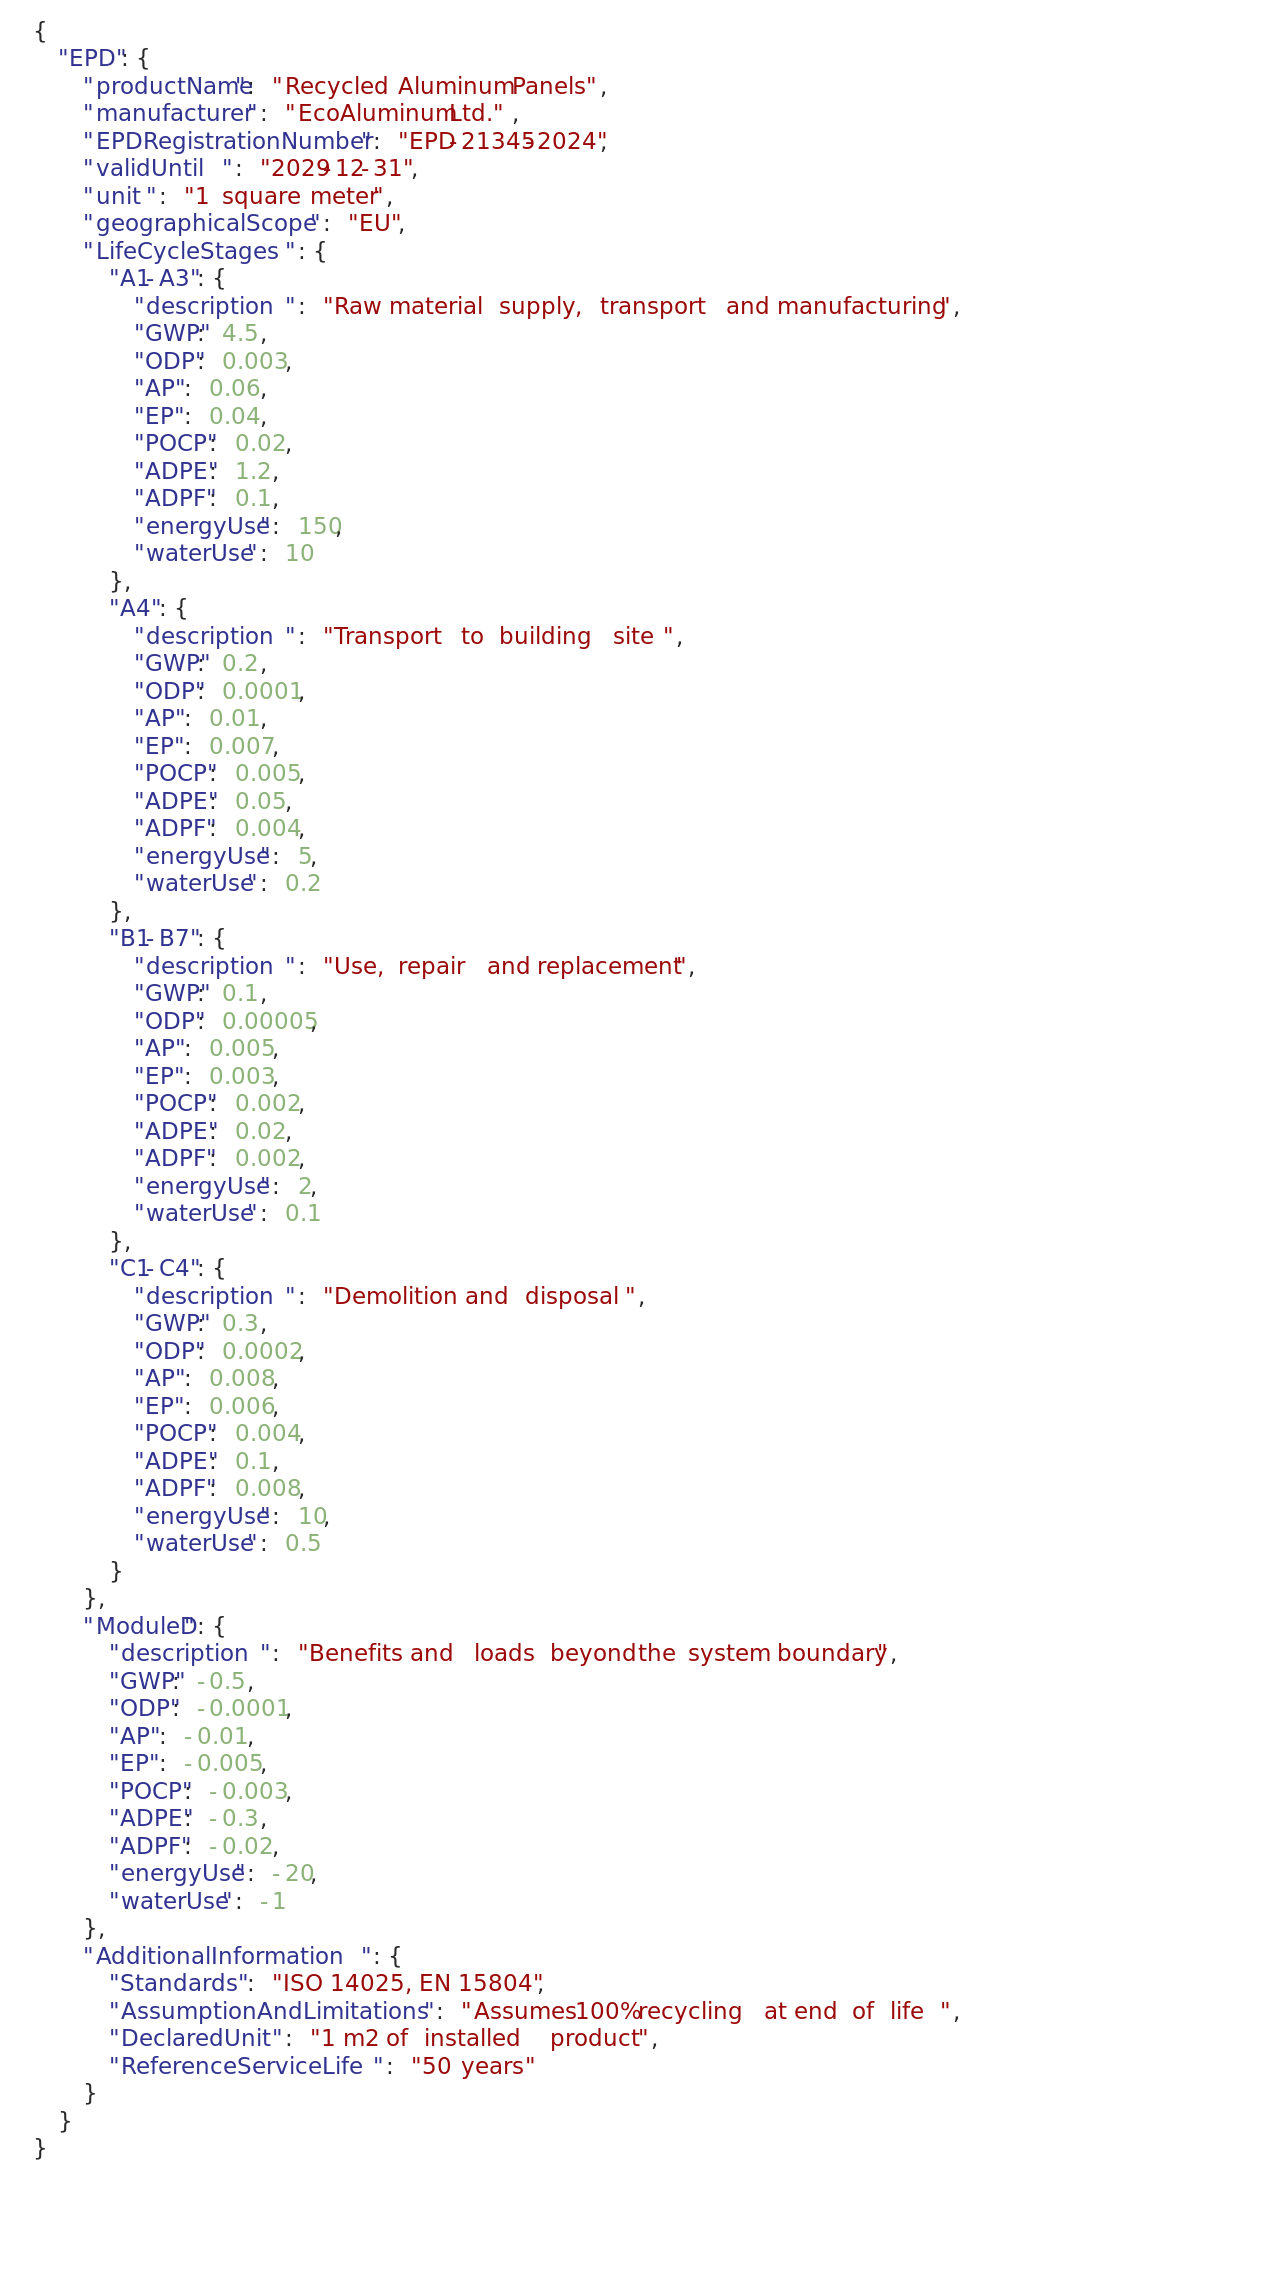 {
"EPD": {
"productName": "Recycled Aluminum Panels",
"manufacturer": "EcoAluminum Ltd.",
"EPDRegistrationNumber": "EPD-21345-2024",
"validUntil": "2029-12-31",
"unit": "1 square meter",
"geographicalScope": "EU",
"LifeCycleStages": {
"A1-A3": {
"description": "Raw material supply, transport and manufacturing",
"GWP": 4.5,
"ODP": 0.003,
"AP": 0.06,
"EP": 0.04,
"POCP": 0.02,
"ADPE": 1.2,
"ADPF": 0.1,
"energyUse": 150,
"waterUse": 10
},
"A4": {
"description": "Transport to building site",
"GWP": 0.2,
"ODP": 0.0001,
"AP": 0.01,
"EP": 0.007,
"POCP": 0.005,
"ADPE": 0.05,
"ADPF": 0.004,
"energyUse": 5,
"waterUse": 0.2
},
"B1-B7": {
"description": "Use, repair and replacement",
"GWP": 0.1,
"ODP": 0.00005,
"AP": 0.005,
"EP": 0.003,
"POCP": 0.002,
"ADPE": 0.02,
"ADPF": 0.002,
"energyUse": 2,
"waterUse": 0.1
},
"C1-C4": {
"description": "Demolition and disposal",
"GWP": 0.3,
"ODP": 0.0002,
"AP": 0.008,
"EP": 0.006,
"POCP": 0.004,
"ADPE": 0.1,
"ADPF": 0.008,
"energyUse": 10,
"waterUse": 0.5
}
},
"ModuleD": {
"description": "Benefits and loads beyond the system boundary",
"GWP": -0.5,
"ODP": -0.0001,
"AP": -0.01,
"EP": -0.005,
"POCP": -0.003,
"ADPE": -0.3,
"ADPF": -0.02,
"energyUse": -20,
"waterUse": -1
},
"AdditionalInformation": {
"Standards": "ISO 14025, EN 15804",
"AssumptionAndLimitations": "Assumes 100% recycling at end of life",
"DeclaredUnit": "1 m2 of installed product",
"ReferenceServiceLife": "50 years"
}
}
}